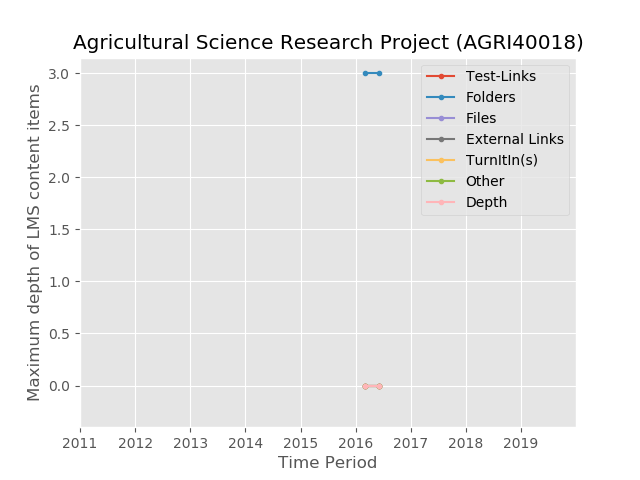 Agricultural Science Research Project (AGRI40018)
Maximum depth of LMS content items
3.0
2.5
2.0
1.5
1.0
0.5
0.0
Test-Links
Folders
Files
External Links
TurnItIn(s)
Other
Depth
2011 2012 2013 2014 2015 2016 2017 2018 2019
Time Period